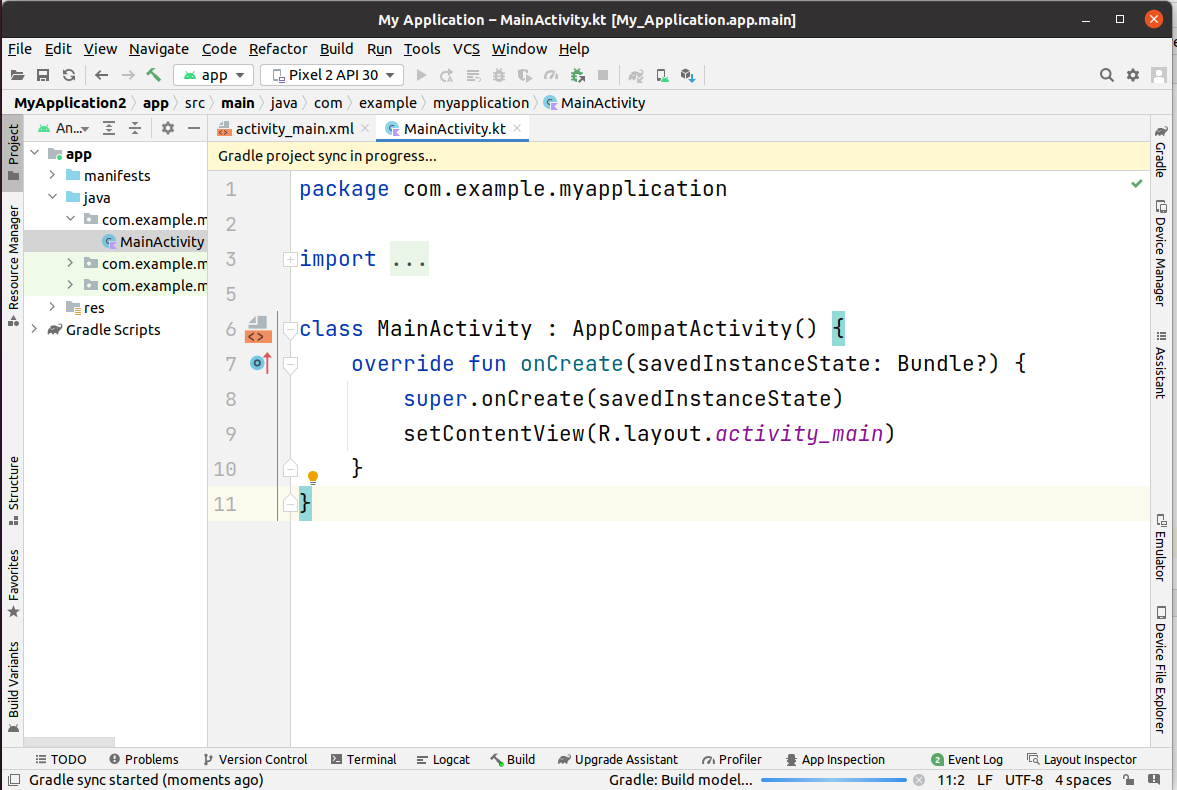 My Application – MainActivity.kt [My_Application.app.main]
File Edit View Navigate Code Refactor Build Run Tools VCS Window Help
app Pixel 2 API 30
MyApplication2 app src main java com example myapplication MainActivity
Project
Resource Manager
Structure
Favorites
Build Variants
An...
app
manifests
java
com.example.m
MainActivity
com.example.m
com.example.m
res
Gradle Scripts
activity_main.xml MainActivity.kt
Gradle project sync in progress...
1 package com.example.myapplication
2
3 import ...
5
6 class MainActivity : AppCompatActivity() {
7 override fun onCreate(savedInstanceState: Bundle?) {
8 super.onCreate(savedInstanceState)
9 setContentView(R.layout.activity_main)
10 }
11 }
Gradle
Device Manager
Assistant
Emulator
Device File Explorer
TODO Problems Version Control Terminal Logcat Build Upgrade Assistant Profiler App Inspection 2 Event Log Layout Inspector
Gradle sync started (moments ago) Gradle: Build model... 11:2 LF UTF-8 4 spaces